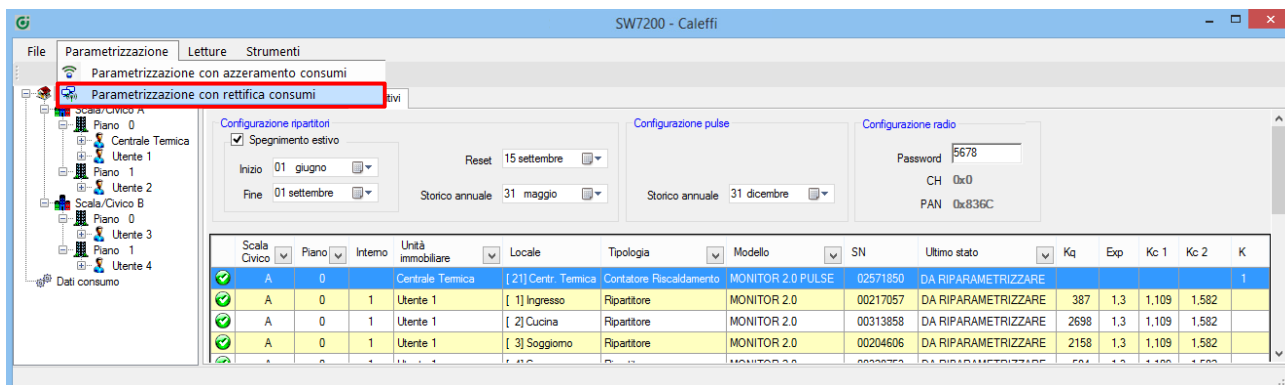 SW7200 - Caleffi
File Parametrizzazione Letture Strumenti
Parametrizzazione con azzeramento consumi
Parametrizzazione con rettifica consumi
Scala/Civico A
Piano 0
Centrale Termica
Utente 1
Piano 1
Utente 2
Scala/Civico B
Piano 0
Utente 3
Piano 1
Utente 4
Dati consumo
Configurazione ripartitori
Spegnimento estivo
Inizio 01 giugno
Fine 01 settembre
Reset 15 settembre
Storico annuale 31 maggio
Configurazione pulse
Storico annuale 31 dicembre
Configurazione radio
Password 5678
CH 0x0
PAN 0x836C
Scala Civico Piano Interno Unità immobiliare Locale Tipologia Modello SN Ultimo stato Kq Exp Kc 1 Kc 2 K
A 0 Centrale Termica [ 21] Centr. Termica Contatore Riscaldamento MONITOR 2.0 PULSE 02571850 DA RIPARAMETRIZZARE 1
A 0 1 Utente 1 [ 1] Ingresso Ripartitore MONITOR 2.0 00217057 DA RIPARAMETRIZZARE 387 1,3 1,109 1,582
A 0 1 Utente 1 [ 2] Cucina Ripartitore MONITOR 2.0 00313858 DA RIPARAMETRIZZARE 2698 1,3 1,109 1,582
A 0 1 Utente 1 [ 3] Soggiorno Ripartitore MONITOR 2.0 00204606 DA RIPARAMETRIZZARE 2158 1,3 1,109 1,582